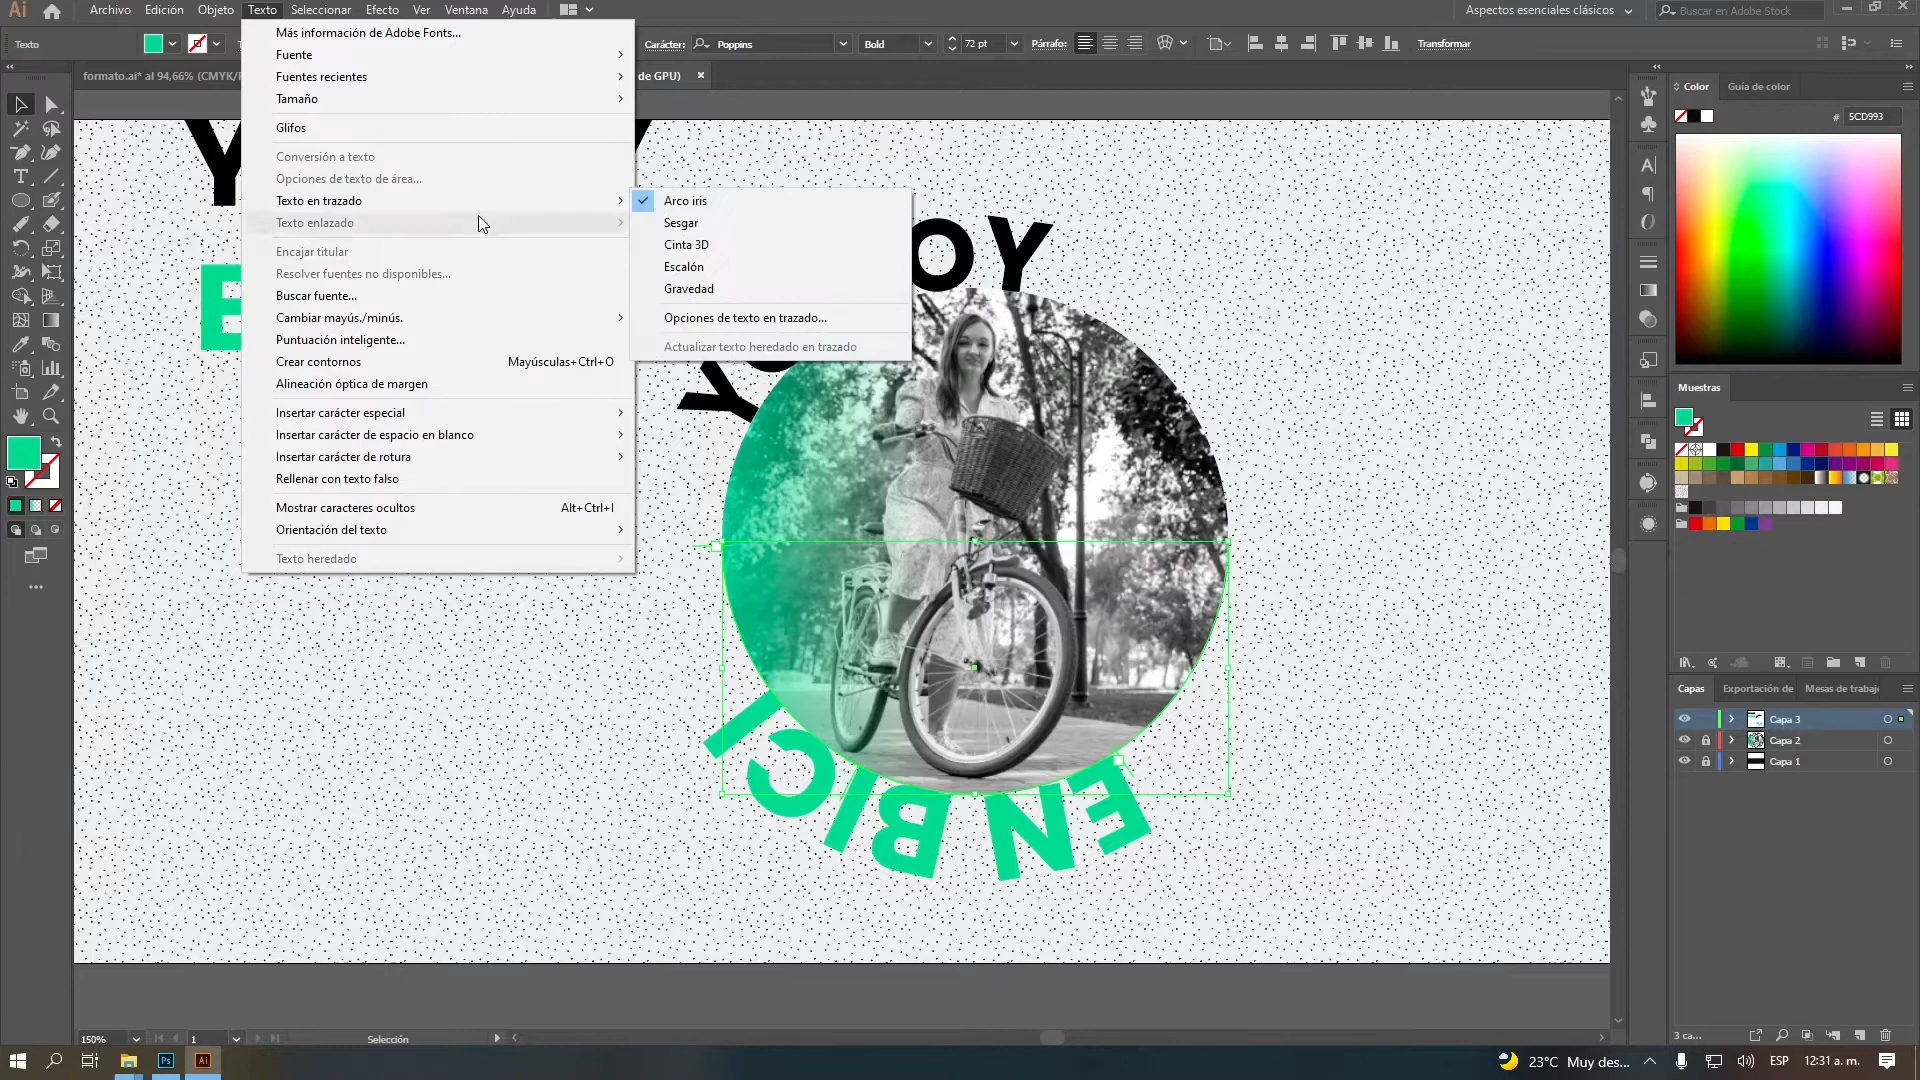 Ai
Archivo Edición Objeto Texto Seleccionar Efecto Ver Ventana Ayuda
Aspectos esenciales clásicos
Buscar en Adobe Stock
Texto
Carácter: Poppins Bold 72 pt Párrafo: Transformar
formato.ai* al 94,66% (CMYK/
de GPU) ×
Más información de Adobe Fonts...
Fuente
Fuentes recientes
Tamaño
Glifos
Conversión a texto
Opciones de texto de área...
Texto en trazado
Texto enlazado
Encajar titular
Resolver fuentes no disponibles...
Buscar fuente...
Cambiar mayús./minús.
Puntuación inteligente...
Crear contornos Mayúsculas+Ctrl+O
Alineación óptica de margen
Insertar carácter especial
Insertar carácter de espacio en blanco
Insertar carácter de rotura
Rellenar con texto falso
Mostrar caracteres ocultos Alt+Ctrl+I
Orientación del texto
Texto heredado
Arco iris
Sesgar
Cinta 3D
Escalón
Gravedad
Opciones de texto en trazado...
Actualizar texto heredado en trazado
Y
E
OY
EN BICI
Color Guía de color
# 5CD993
Muestras
Capas Exportación de Mesas de trabaj
Capa 3
Capa 2
Capa 1
3 ca...
150% 1 Selección
Ps Ai
23°C Muy des... ESP 12:31 a. m.